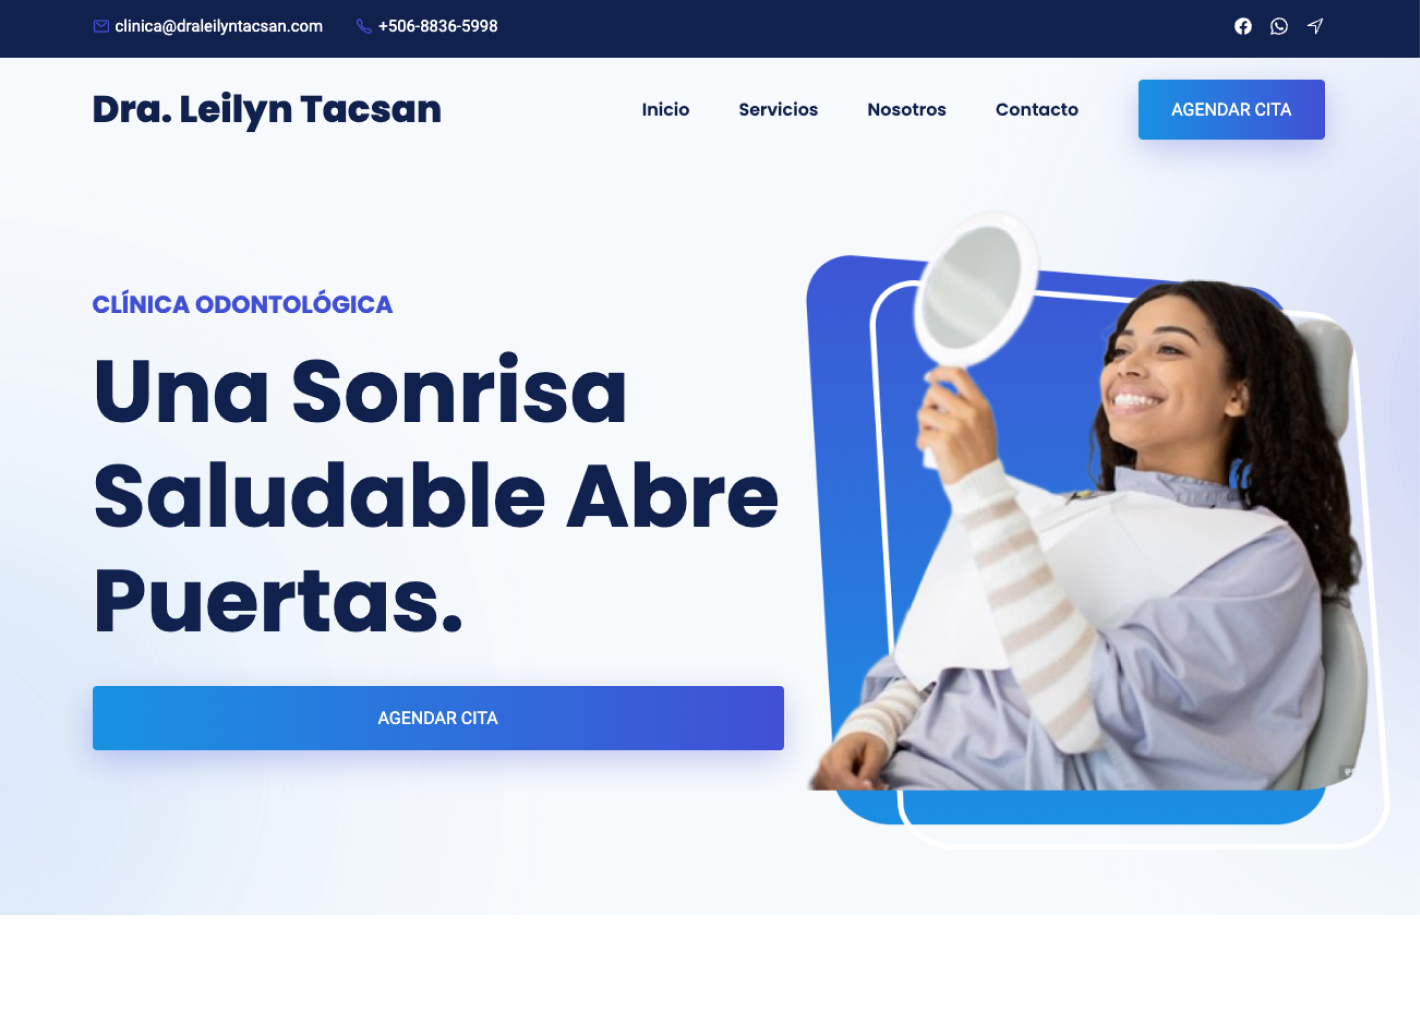 clinica@draleilyntacsan.com +506-8836-5998
Dra. Leilyn Tacsan Inicio Servicios Nosotros Contacto AGENDAR CITA
CLÍNICA ODONTOLÓGICA
Una Sonrisa
Saludable Abre
Puertas.
AGENDAR CITA